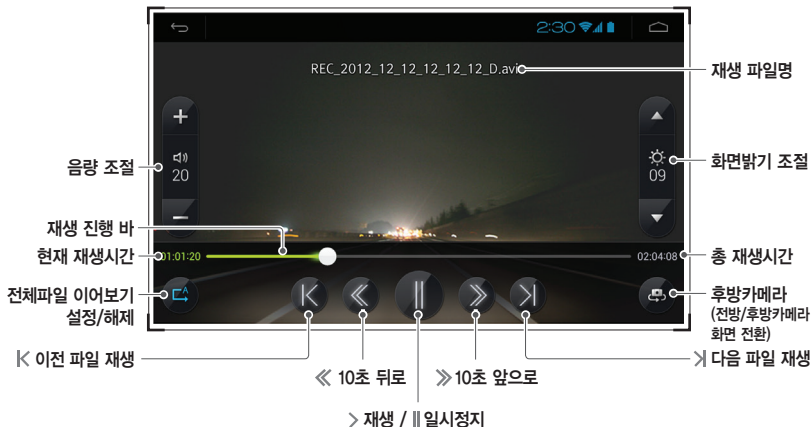 2:30
REC_2012_12_12_12_12_12_D.avi
재생 파일명
음량 조절
20
화면밝기 조절
09
재생 진행 바
현재 재생시간
01:01:20
02:04:08
총 재생시간
전체파일 이어보기
설정/해제
A
후방카메라
(전방/후방카메라
화면 전환)
이전 파일 재생
다음 파일 재생
10초 뒤로
10초 앞으로
재생 / 일시정지